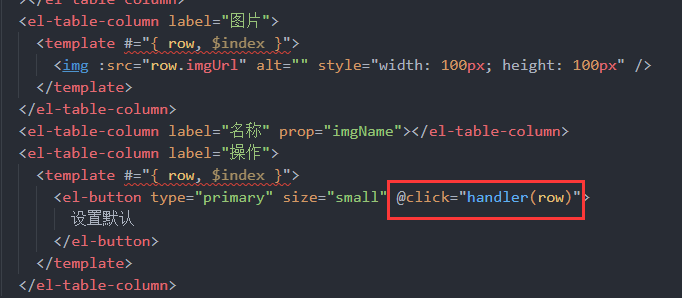 ></el-table-column>
<el-table-column label="图片">
<template #="{ row, $index }">
<img :src="row.imgUrl" alt="" style="width: 100px; height: 100px" />
</template>
</el-table-column>
<el-table-column label="名称" prop="imgName"></el-table-column>
<el-table-column label="操作">
<template #="{ row, $index }">
<el-button type="primary" size="small" @click="handler(row)">
设置默认
</el-button>
</template>
</el-table-column>